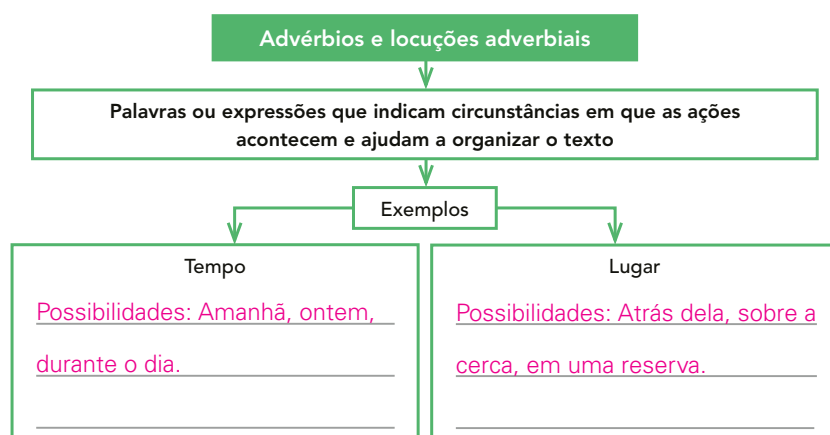 Advérbios e locuções adverbiais
Palavras ou expressões que indicam circunstâncias em que as ações
acontecem e ajudam a organizar o texto
Exemplos
Tempo
Possibilidades: Amanhã, ontem,
durante o dia.
Lugar
Possibilidades: Atrás dela, sobre a
cerca, em uma reserva.